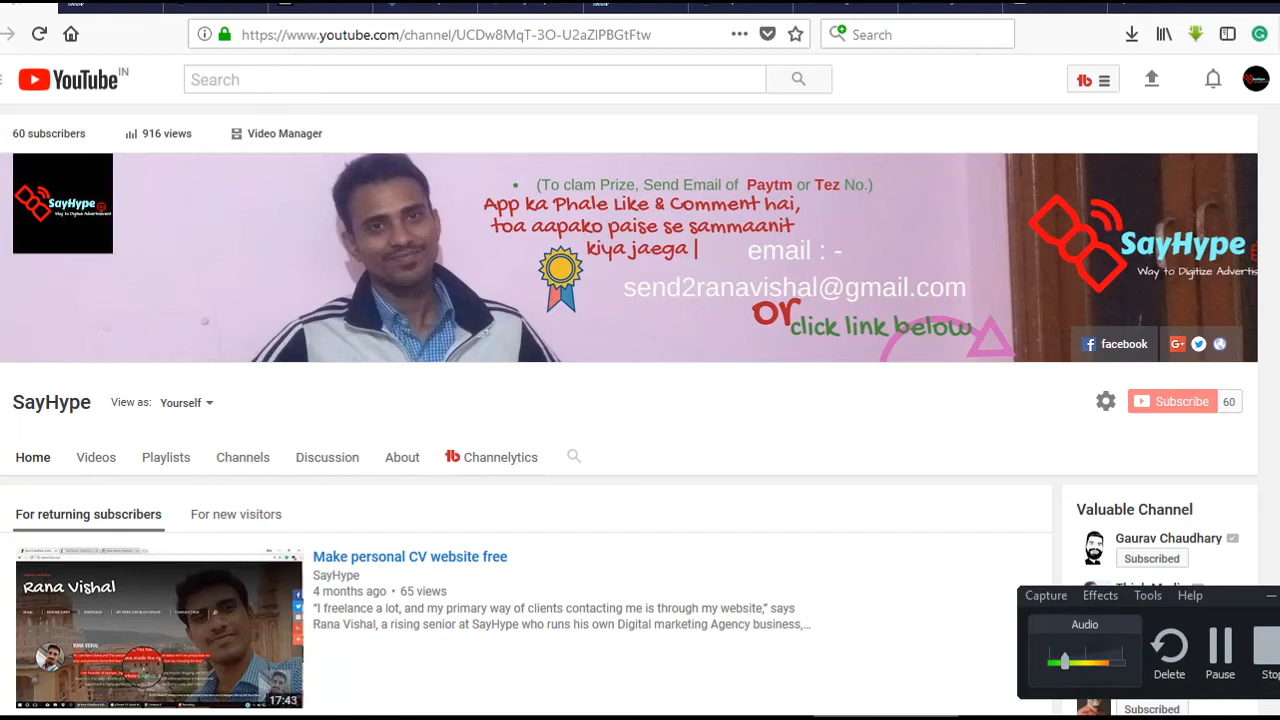 https://www.youtube.com/channel/UCDw8MqT-3O-U2aZlPBGtFtw
Search
YouTube IN
Search
60 subscribers
916 views
Video Manager
SayHype
(To clam Prize, Send Email of Paytm or Tez No.)
App ka Phale Like & Comment hai,
toa aapako paise se sammaanit
kiya jaega |
email : -
send2ranavishal@gmail.com
or
click link below
SayHype
Way to Digitize Advertis
facebook
SayHype
View as: Yourself
Subscribe 60
Home
Videos
Playlists
Channels
Discussion
About
Channelytics
For returning subscribers
For new visitors
Make personal CV website free
SayHype
4 months ago • 65 views
“I freelance a lot, and my primary way of clients contacting me is through my website,” says
Rana Vishal, a rising senior at SayHype who runs his own Digital marketing Agency business,...
Rana Vishal
17:43
Valuable Channel
Gaurav Chaudhary
Subscribed
Subscribed
Capture
Effects
Tools
Help
Audio
Delete
Pause